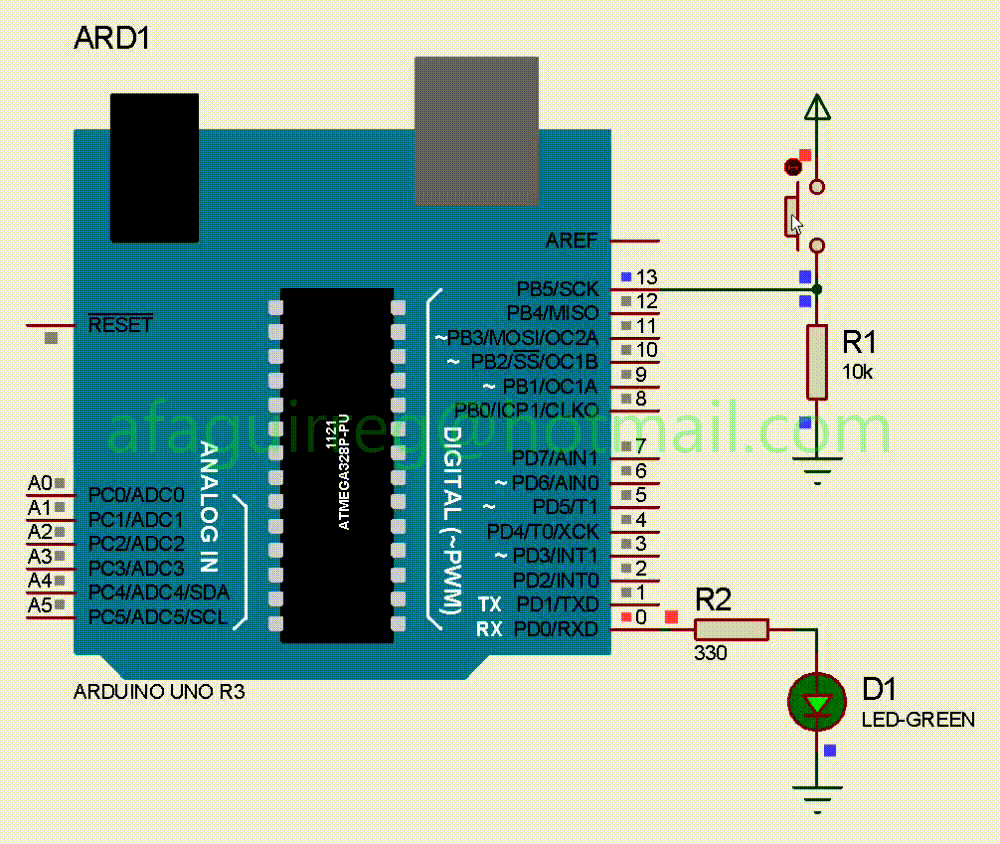 ARD1
AREF
PB5/SCK 13
PB4/MISO 12
~PB3/MOSI/OC2A 11
~ PB2/SS/OC1B 10
~ PB1/OC1A 9
PB0/ICP1/CLKO 8
PD7/AIN1 7
~ PD6/AIN0 6
~ PD5/T1 5
PD4/T0/XCK 4
~ PD3/INT1 3
PD2/INT0 2
TX PD1/TXD 1
RX PD0/RXD 0
RESET
A0 PC0/ADC0
A1 PC1/ADC1
A2 PC2/ADC2
A3 PC3/ADC3
A4 PC4/ADC4/SDA
A5 PC5/ADC5/SCL
ANALOG IN
1121
ATMEGA328P-PU
DIGITAL (~PWM)
afaguirreg@hotmail.com
R1
10k
R2
330
D1
LED-GREEN
ARDUINO UNO R3